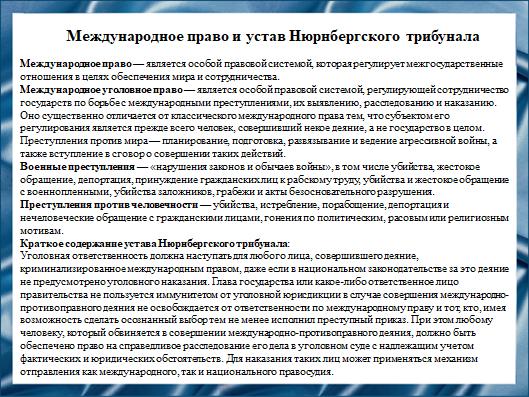 Международное право и устав Нюрнбергского трибунала
Международное право — является особой правовой системой, которая регулирует межгосударственные
отношения в целях обеспечения мира и сотрудничества.
Международное уголовное право — является особой правовой системой, регулирующей сотрудничество
государств по борьбе с международными преступлениями, их выявлению, расследованию и наказанию.
Оно существенно отличается от классического международного права тем, что субъектом его
регулирования является прежде всего человек, совершивший некое деяние, а не государство в целом.
Преступления против мира — планирование, подготовка, развязывание и ведение агрессивной войны, а
также вступление в сговор о совершении таких действий.
Военные преступления — «нарушения законов и обычаев войны», в том числе убийства, жестокое
обращение, депортация, принуждение гражданских лиц к рабскому труду, убийства и жестокое обращение
с военнопленными, убийства заложников, грабежи и акты безосновательного разрушения.
Преступления против человечности — убийства, истребление, порабощение, депортация и
нечеловеческие обращение с гражданскими лицами, гонения по политическим, расовым или религиозным
мотивам.
Краткое содержание устава Нюрнбергского трибунала:
Уголовная ответственность должна наступать для любого лица, совершившего деяние,
криминализированное международным правом, даже если в национальном законодательстве за это деяние
не предусмотрено уголовного наказания. Глава государства или какое-либо ответственное лицо
правительства не пользуется иммунитетом от уголовной юрисдикции в случае совершения международно-
противоправного деяния не освобождается от ответственности по международному праву и тот, кто, имея
возможность сделать осознанный выбор тем не менее исполнил преступный приказ. При этом любому
человеку, который обвиняется в совершении международно-противоправного деяния, должно быть
обеспечено право на справедливое расследование его дела в уголовном суде с надлежащим учетом
фактических и юридических обстоятельств. Для наказания таких лиц может применяться механизм
отправления как международного, так и национального правосудия.